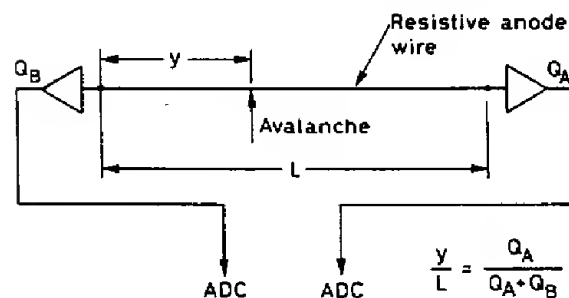 Resistive anode
wire
Q_B
y
Q_A
Avalanche
L
ADC
ADC
y/L = Q_A/(Q_A+Q_B)